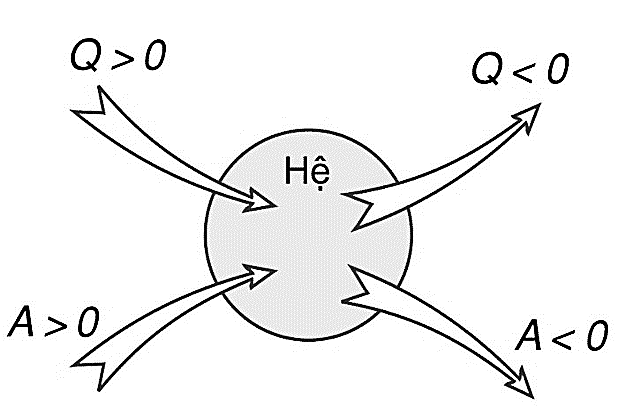 Q > 0
Q < 0
Hệ
A > 0
A < 0